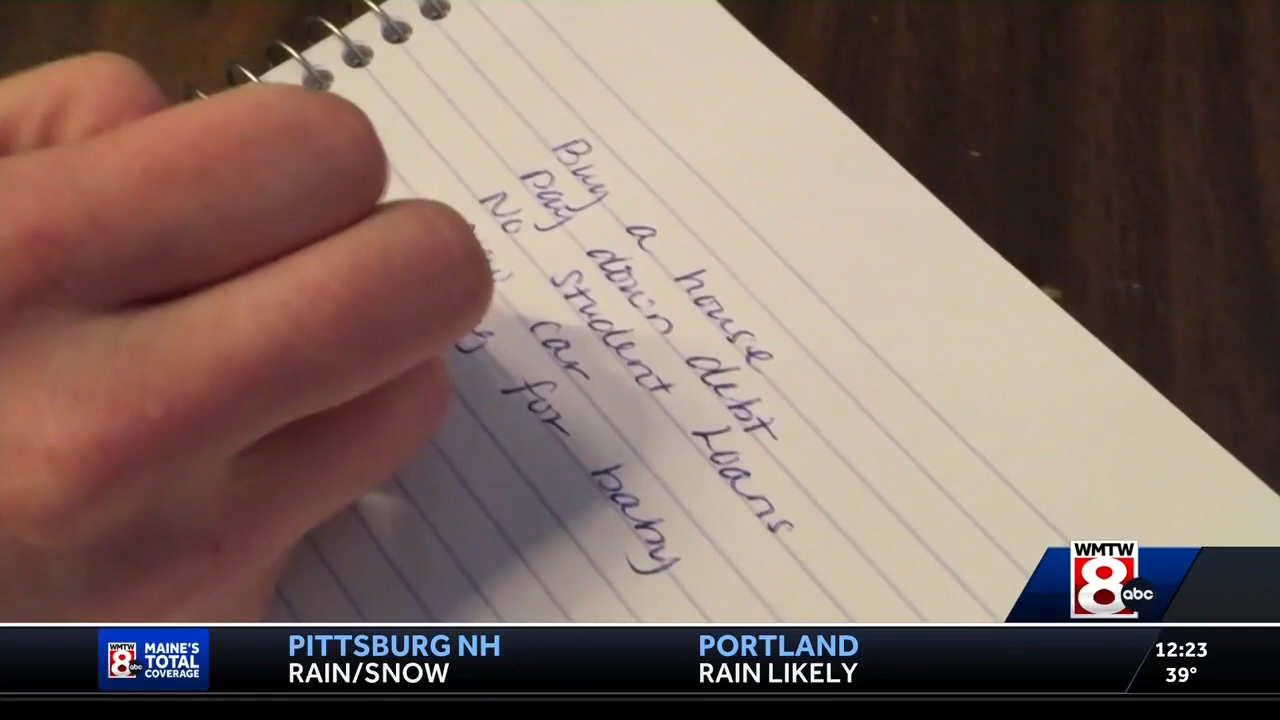 Buy a house
Pay down debt
No Student Loans
car
for baby
WMTW
8
abc
WMTW
8
abc
MAINE'S
TOTAL
COVERAGE
PITTSBURG NH
RAIN/SNOW
PORTLAND
RAIN LIKELY
12:23
39°